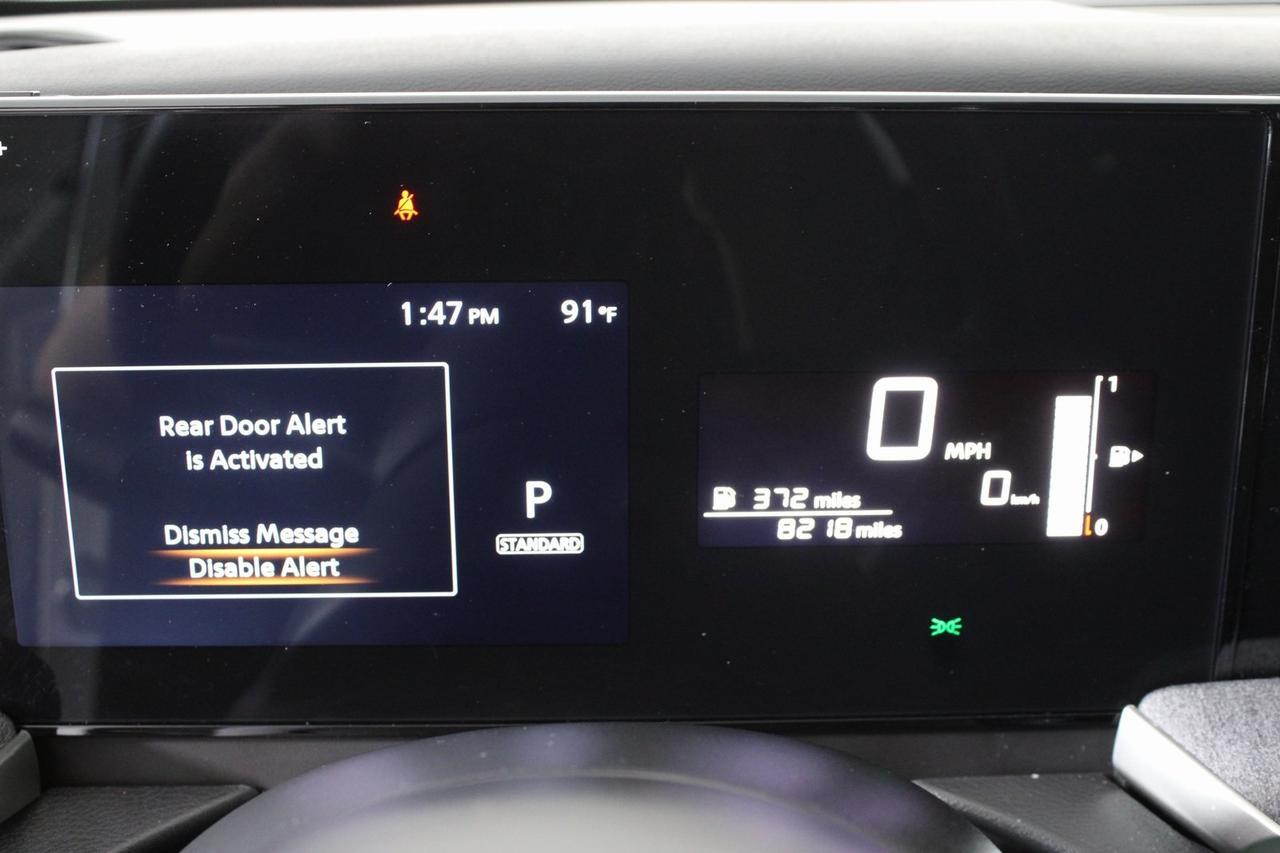 1:47 PM 91°F
Rear Door Alert
is Activated
Dismiss Message
Disable Alert
P
STANDARD
0 MPH
0 km/h
372 miles
8218 miles
1
0